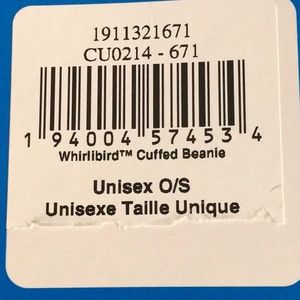 1911321671
CU0214 - 671
1 94004 57453 4
Whirlibird™ Cuffed Beanie
Unisex O/S
Unisexe Taille Unique